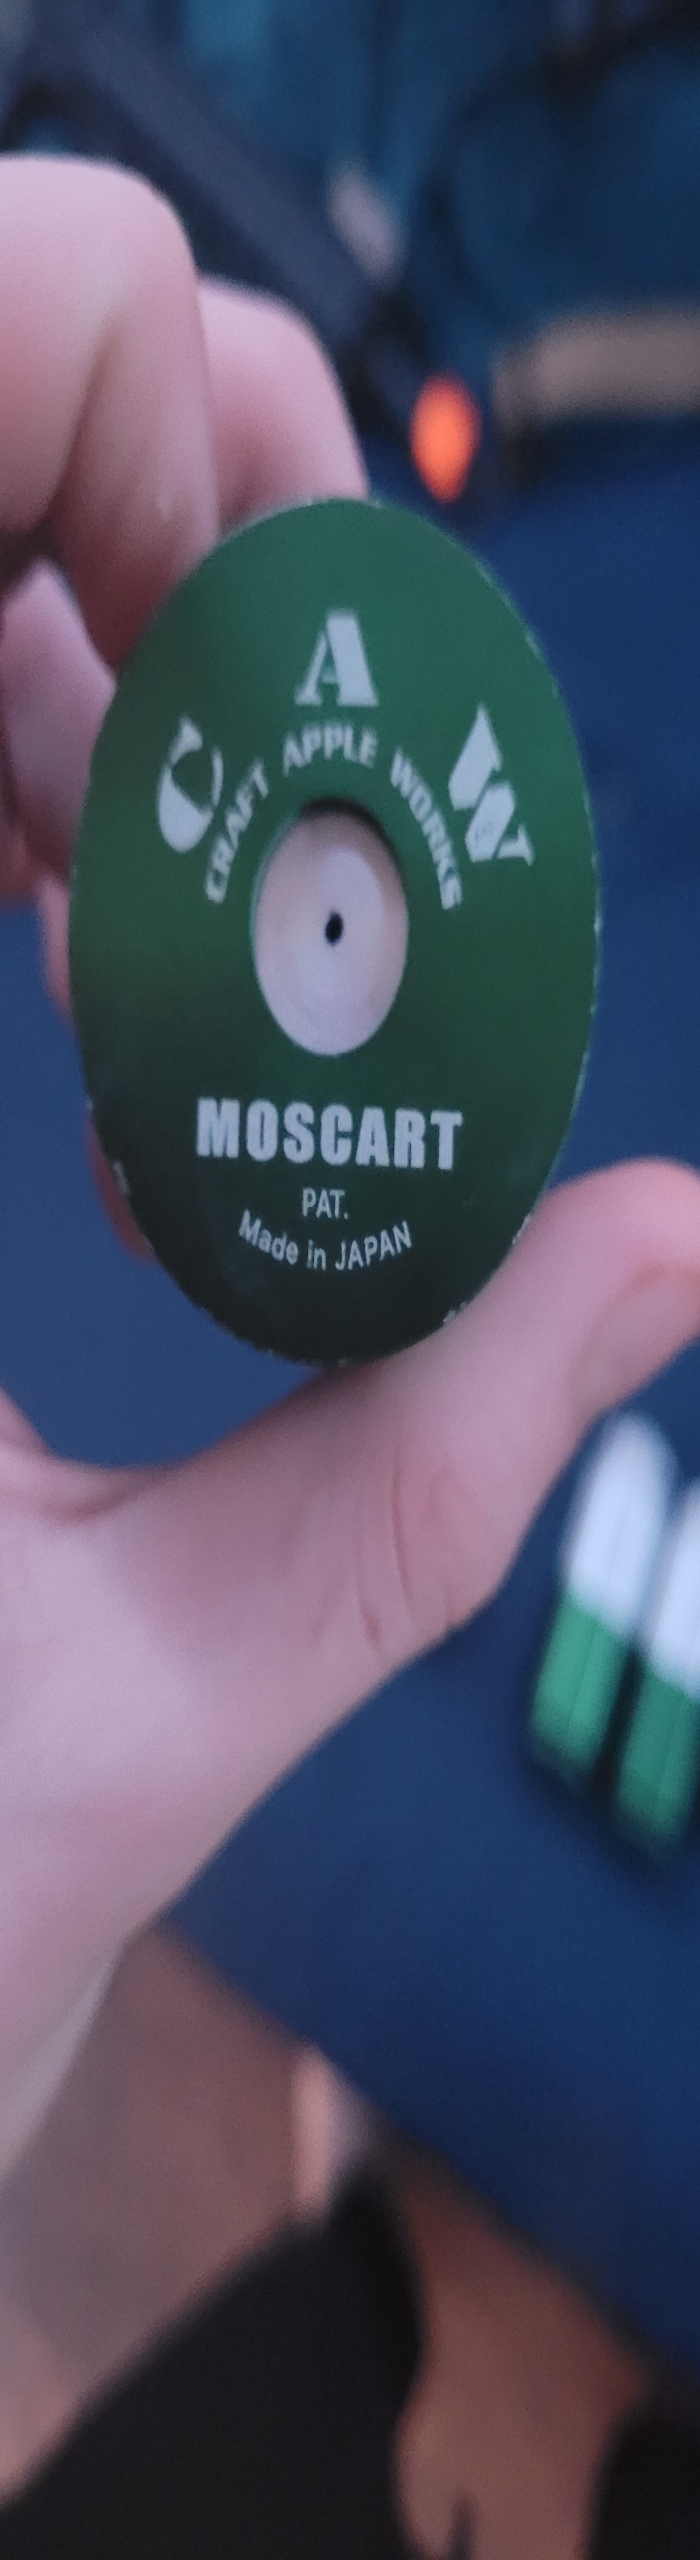 C A W
CRAFT APPLE WORKS
MOSCART
PAT.
Made in JAPAN